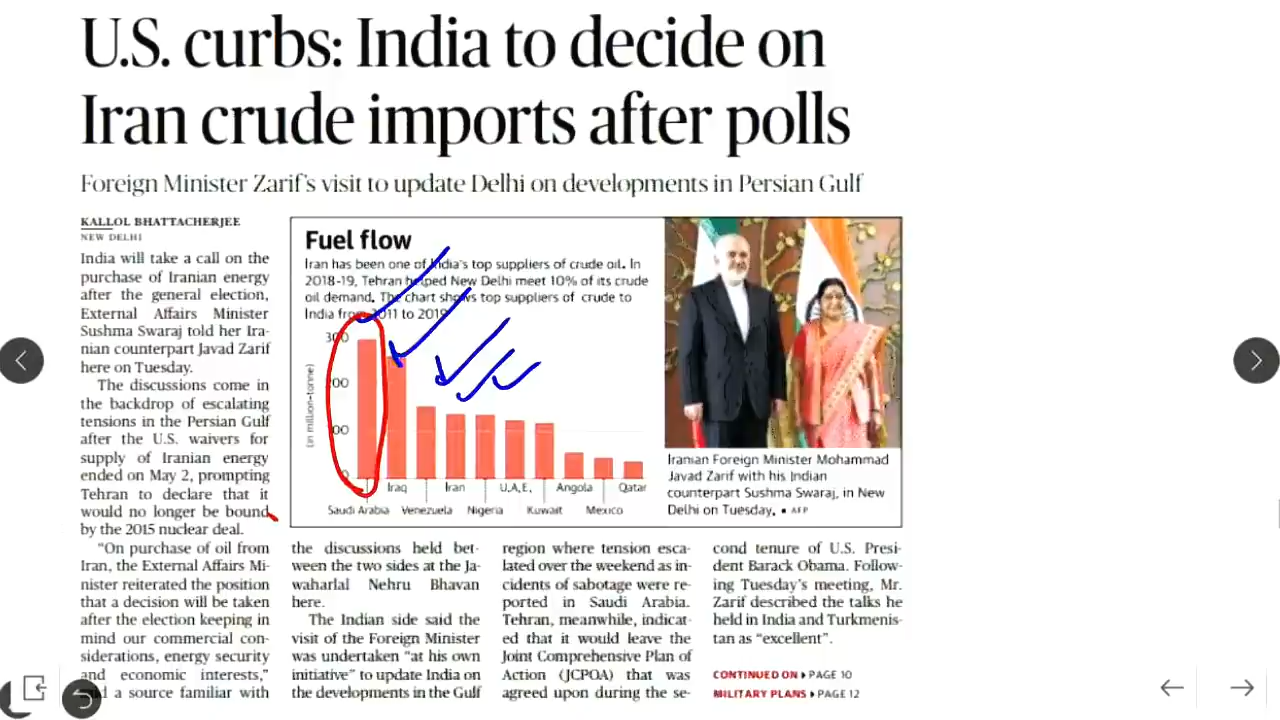 U.S. curbs: India to decide on
Iran crude imports after polls
Foreign Minister Zarif's visit to update Delhi on developments in Persian Gulf
KALLOL BHATTACHERJEE
NEW DELHI
India will take a call on the
purchase of Iranian energy
after the general election,
External Affairs Minister
Sushma Swaraj told her Ira-
nian counterpart Javad Zarif
here on Tuesday.
The discussions come in
the backdrop of escalating
tensions in the Persian Gulf
after the U.S. waivers for
supply of Iranian energy
ended on May 2, prompting
Tehran to declare that it
would no longer be bound
by the 2015 nuclear deal.
"On purchase of oil from
Iran, the External Affairs Mi-
nister reiterated the position
that a decision will be taken
after the election keeping in
mind our commercial con-
siderations, energy security
and economic interests,"
a source familiar with
Fuel flow
Iran has been one of India's top suppliers of crude oil. In
2018-19, Tehran helped New Delhi meet 10% of its crude
oil demand. The chart shows top suppliers of crude to
India from 2011 to 2019
(in million-tonne)
300
200
100
0
Iraq Iran U.A.E. Angola Qatar
Saudi Arabia Venezuela Nigeria Kuwait Mexico
Iranian Foreign Minister Mohammad
Javad Zarif with his Indian
counterpart Sushma Swaraj, in New
Delhi on Tuesday. • AFP
the discussions held bet-
ween the two sides at the Ja-
waharlal Nehru Bhavan
here.
The Indian side said the
visit of the Foreign Minister
was undertaken "at his own
initiative" to update India on
the developments in the Gulf
region where tension esca-
lated over the weekend as in-
cidents of sabotage were re-
ported in Saudi Arabia.
Tehran, meanwhile, indicat-
ed that it would leave the
Joint Comprehensive Plan of
Action (JCPOA) that was
agreed upon during the se-
cond tenure of U.S. Presi-
dent Barack Obama. Follow-
ing Tuesday's meeting, Mr.
Zarif described the talks he
held in India and Turkmenis-
tan as "excellent".
CONTINUED ON ▸ PAGE 10
MILITARY PLANS ▸ PAGE 12